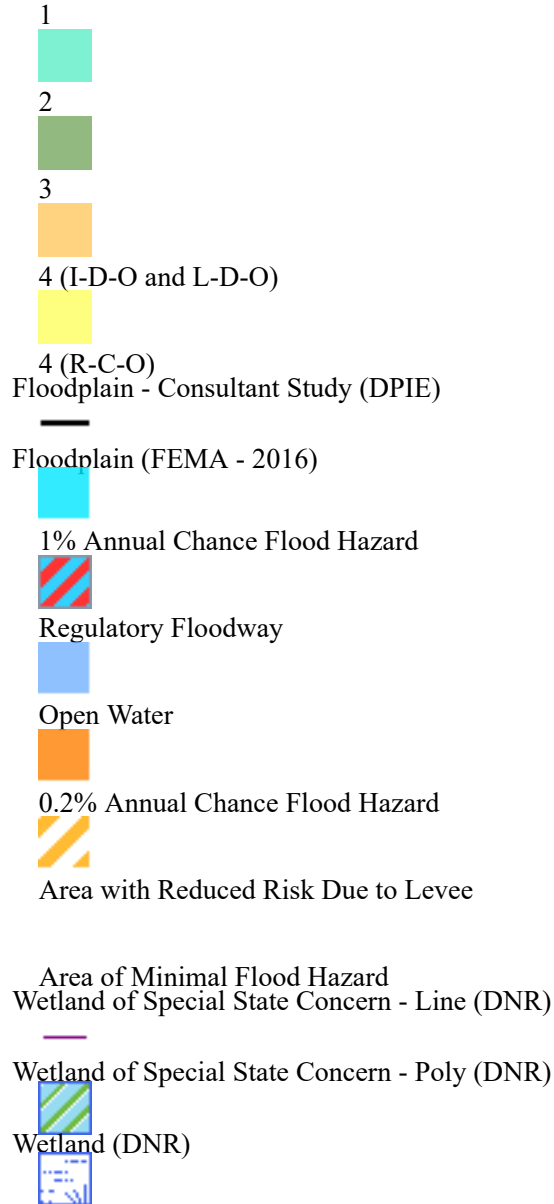 1
2
3
4 (I-D-O and L-D-O)
4 (R-C-O)
Floodplain - Consultant Study (DPIE)
Floodplain (FEMA - 2016)
1% Annual Chance Flood Hazard
Regulatory Floodway
Open Water
0.2% Annual Chance Flood Hazard
Area with Reduced Risk Due to Levee
Area of Minimal Flood Hazard
Wetland of Special State Concern - Line (DNR)
Wetland of Special State Concern - Poly (DNR)
Wetland (DNR)